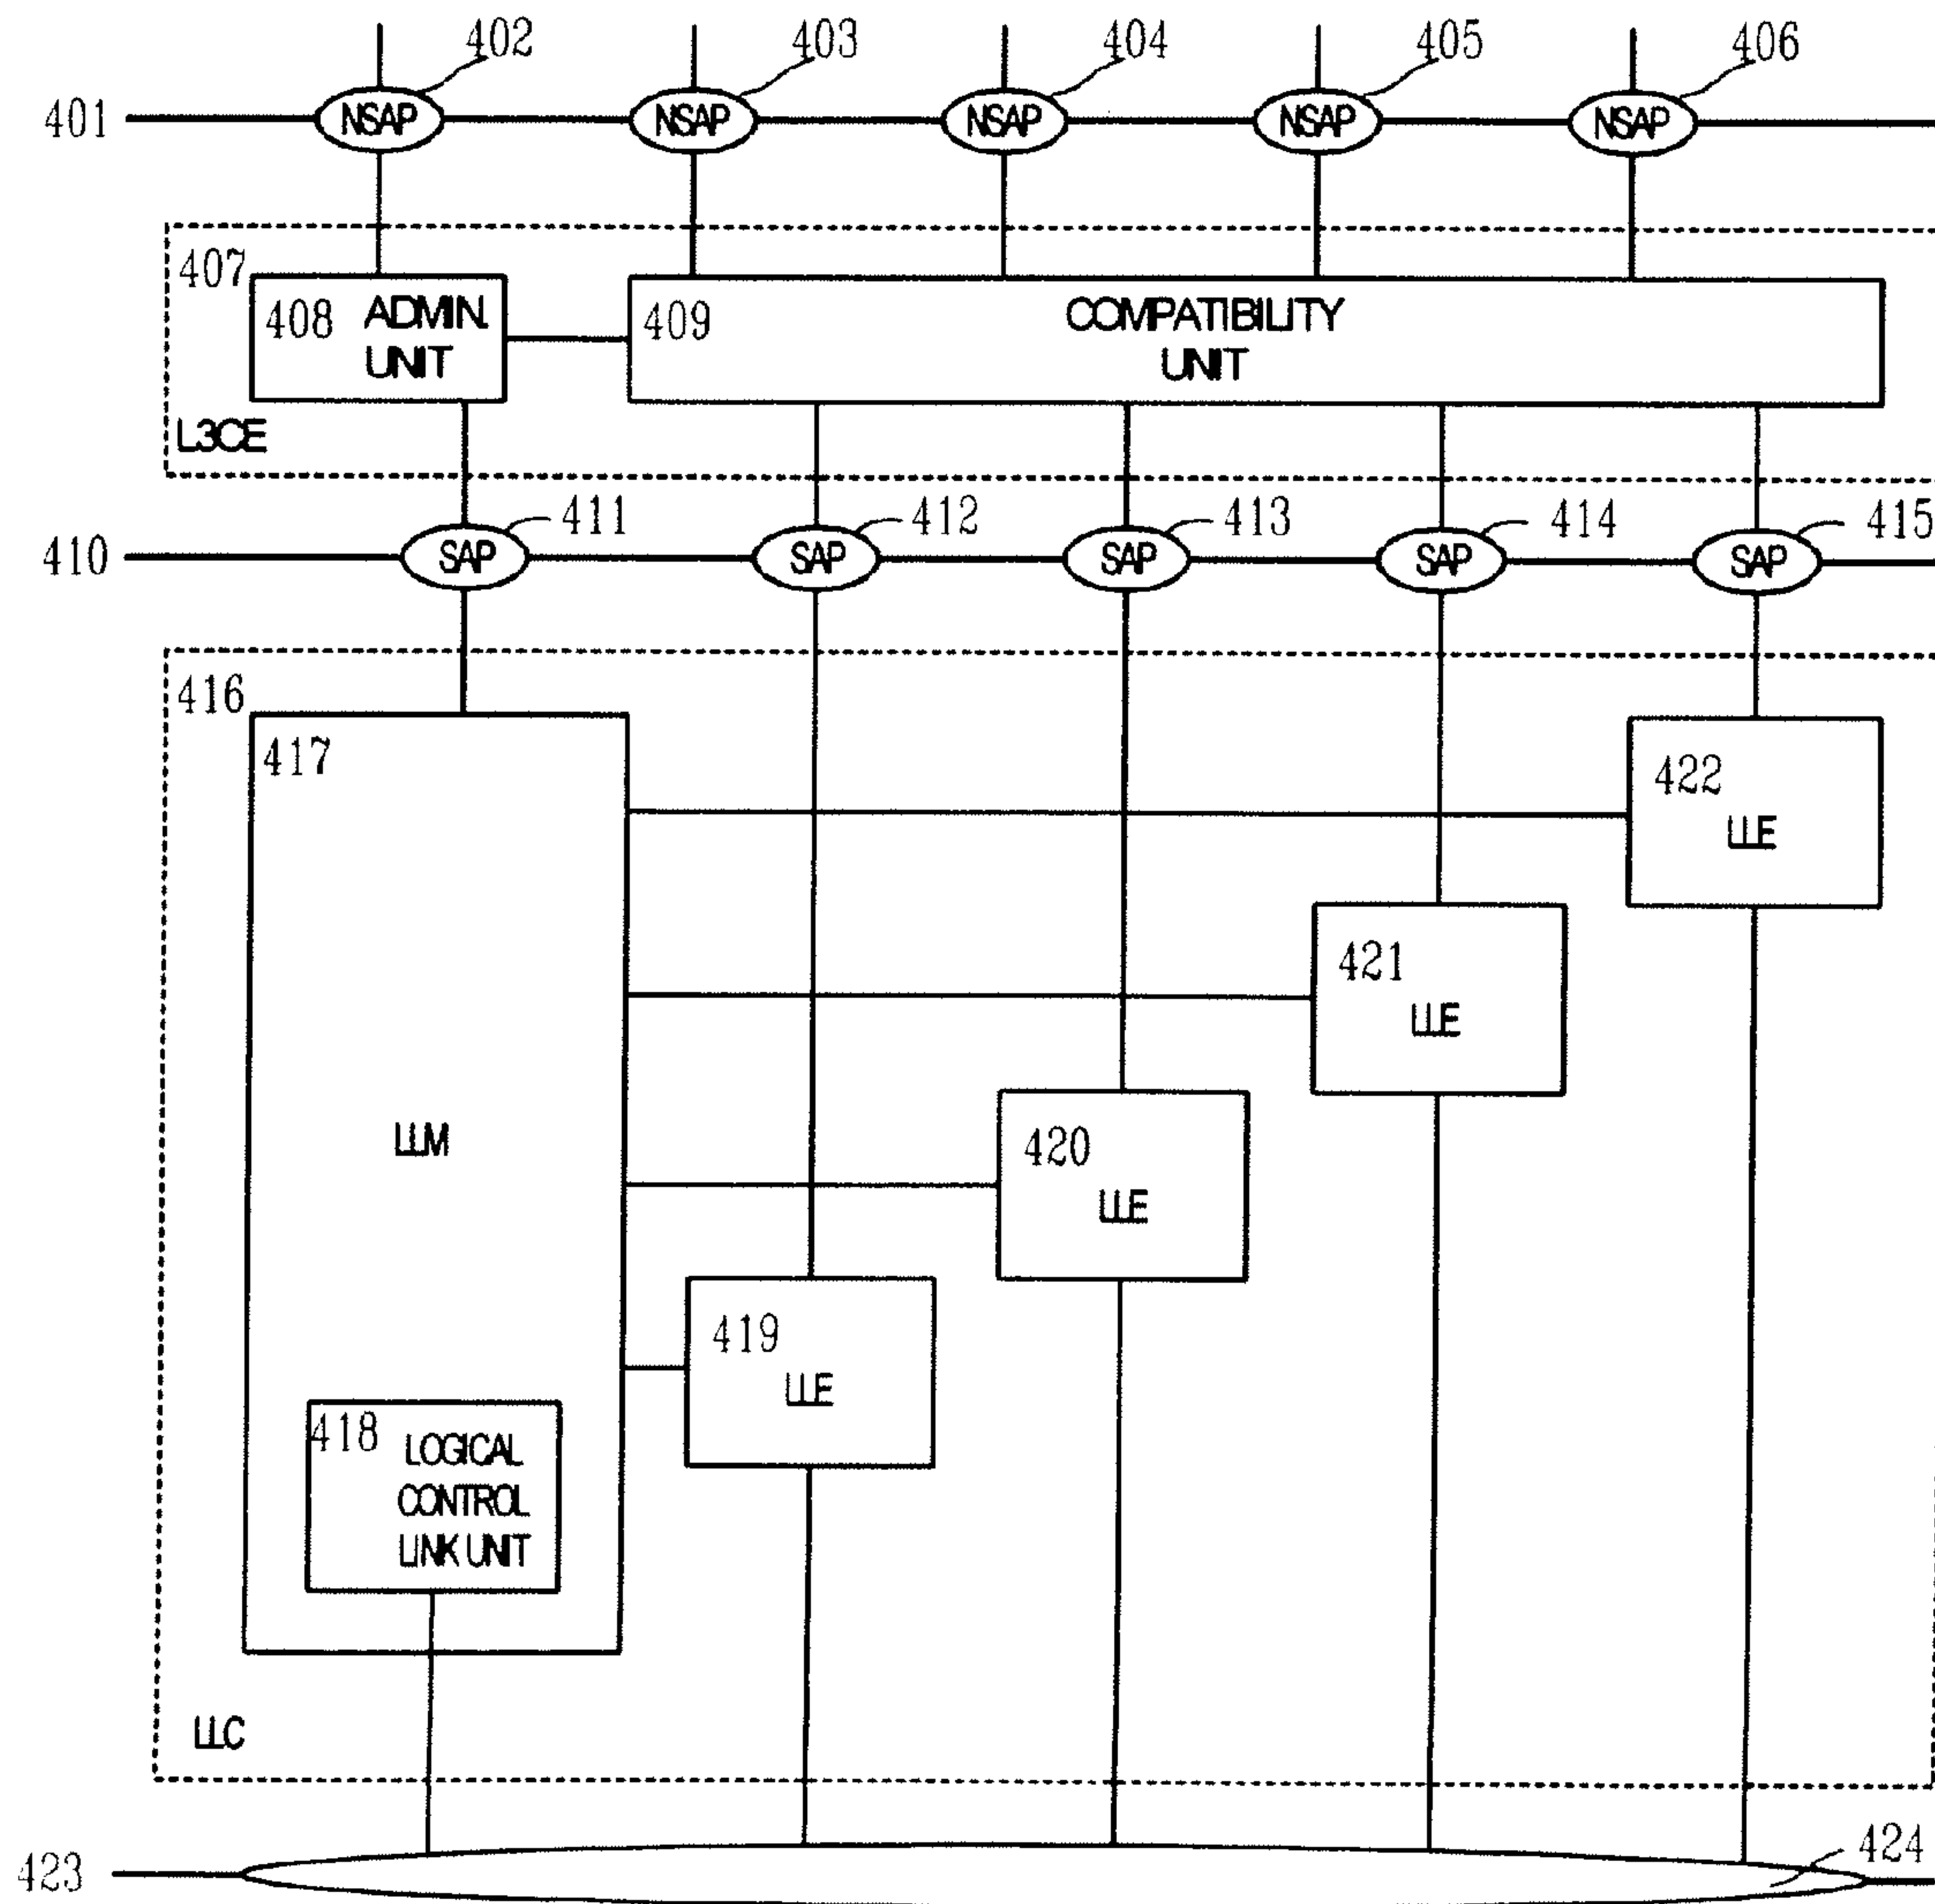 402
403
404
405
406
401
NSAP
NSAP
NSAP
NSAP
NSAP
407
408
ADMIN.
UNIT
409
COMPATIBILITY
UNIT
L3CE
411
412
413
414
415
410
SAP
SAP
SAP
SAP
SAP
416
417
422
LLE
421
LLE
LLM
420
LLE
419
LLE
418
LOGICAL
CONTROL
LINK UNIT
LLC
423
424